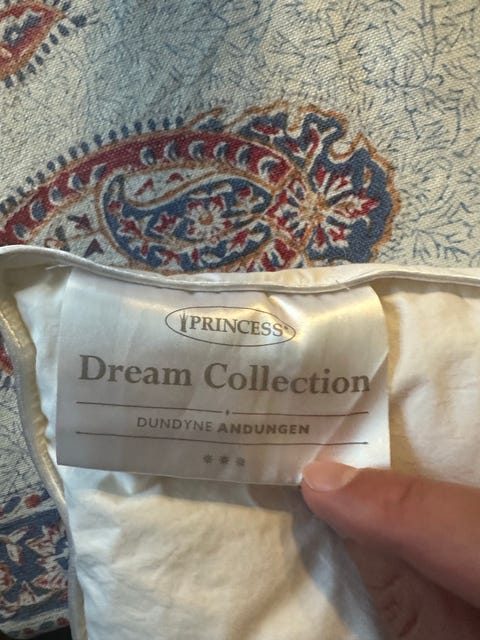 PRINCESS®
Dream Collection
DUNDYNE ANDUNGEN
***